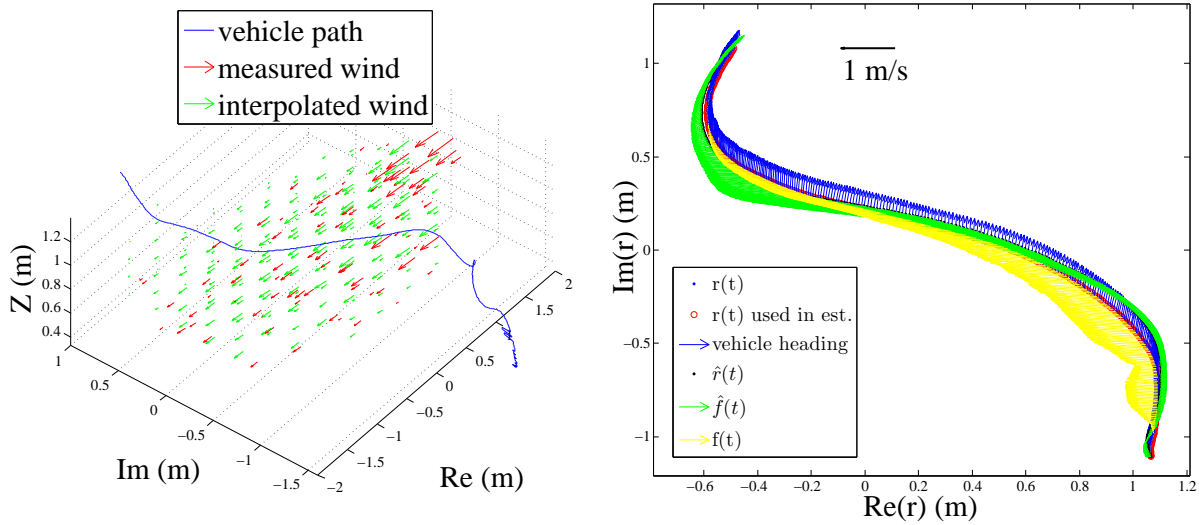 vehicle path
measured wind
interpolated wind
Z (m)
1.2
1
0.8
0.6
0.4
1
0.5
0
−0.5
−1
−1.5
−2
Im (m)
2
1.5
1
0.5
0
−0.5
−1
−1.5
−2
Re (m)
1 m/s
Im(r) (m)
1
0.5
0
−0.5
−1
r(t)
r(t) used in est.
vehicle heading
r̂(t)
f̂(t)
f(t)
−0.6
−0.4
−0.2
0
0.2
0.4
0.6
0.8
1
1.2
Re(r) (m)